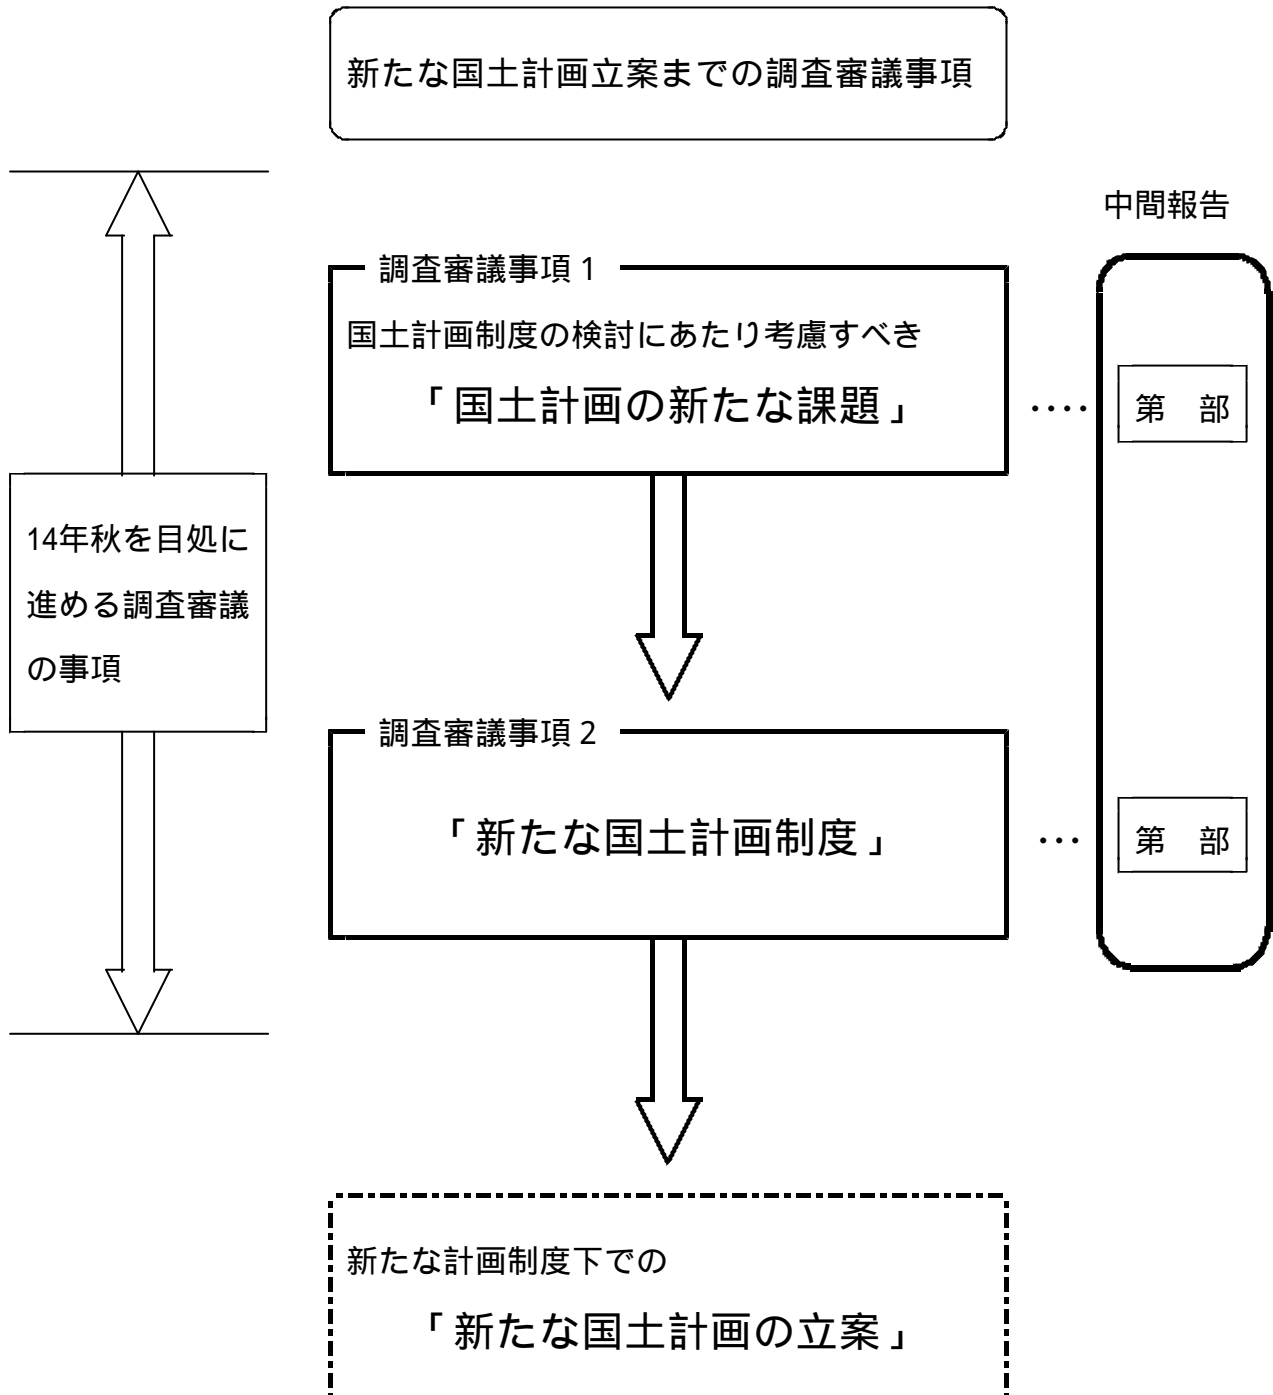 新たな国土計画立案までの調査審議事項
中間報告
調査審議事項1
国土計画制度の検討にあたり考慮すべき
「国土計画の新たな課題」
‥‥
第　部
14年秋を目処に
進める調査審議
の事項
調査審議事項2
「新たな国土計画制度」
…
第　部
新たな計画制度下での
「新たな国土計画の立案」